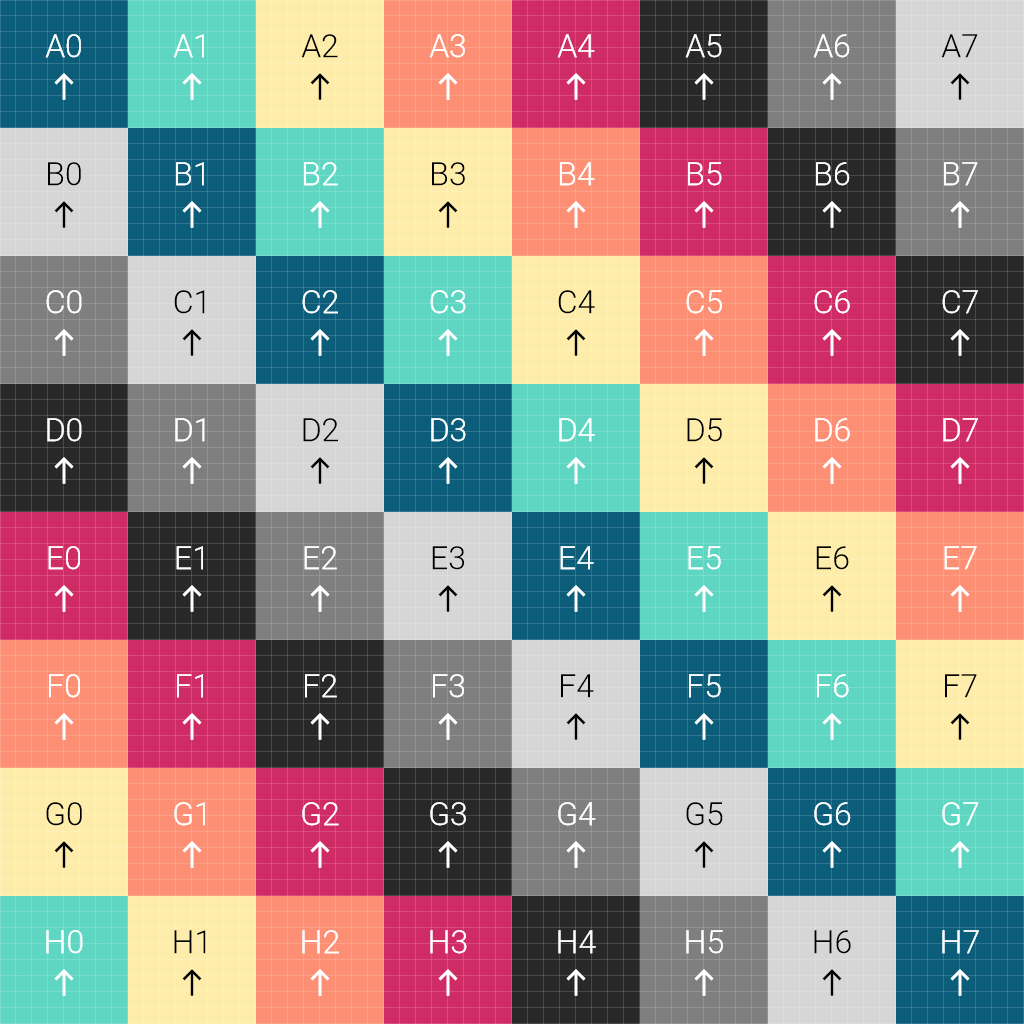 A0 A1 A2 A3 A4 A5 A6 A7
↑ ↑ ↑ ↑ ↑ ↑ ↑ ↑
B0 B1 B2 B3 B4 B5 B6 B7
↑ ↑ ↑ ↑ ↑ ↑ ↑ ↑
C0 C1 C2 C3 C4 C5 C6 C7
↑ ↑ ↑ ↑ ↑ ↑ ↑ ↑
D0 D1 D2 D3 D4 D5 D6 D7
↑ ↑ ↑ ↑ ↑ ↑ ↑ ↑
E0 E1 E2 E3 E4 E5 E6 E7
↑ ↑ ↑ ↑ ↑ ↑ ↑ ↑
F0 F1 F2 F3 F4 F5 F6 F7
↑ ↑ ↑ ↑ ↑ ↑ ↑ ↑
G0 G1 G2 G3 G4 G5 G6 G7
↑ ↑ ↑ ↑ ↑ ↑ ↑ ↑
H0 H1 H2 H3 H4 H5 H6 H7
↑ ↑ ↑ ↑ ↑ ↑ ↑ ↑